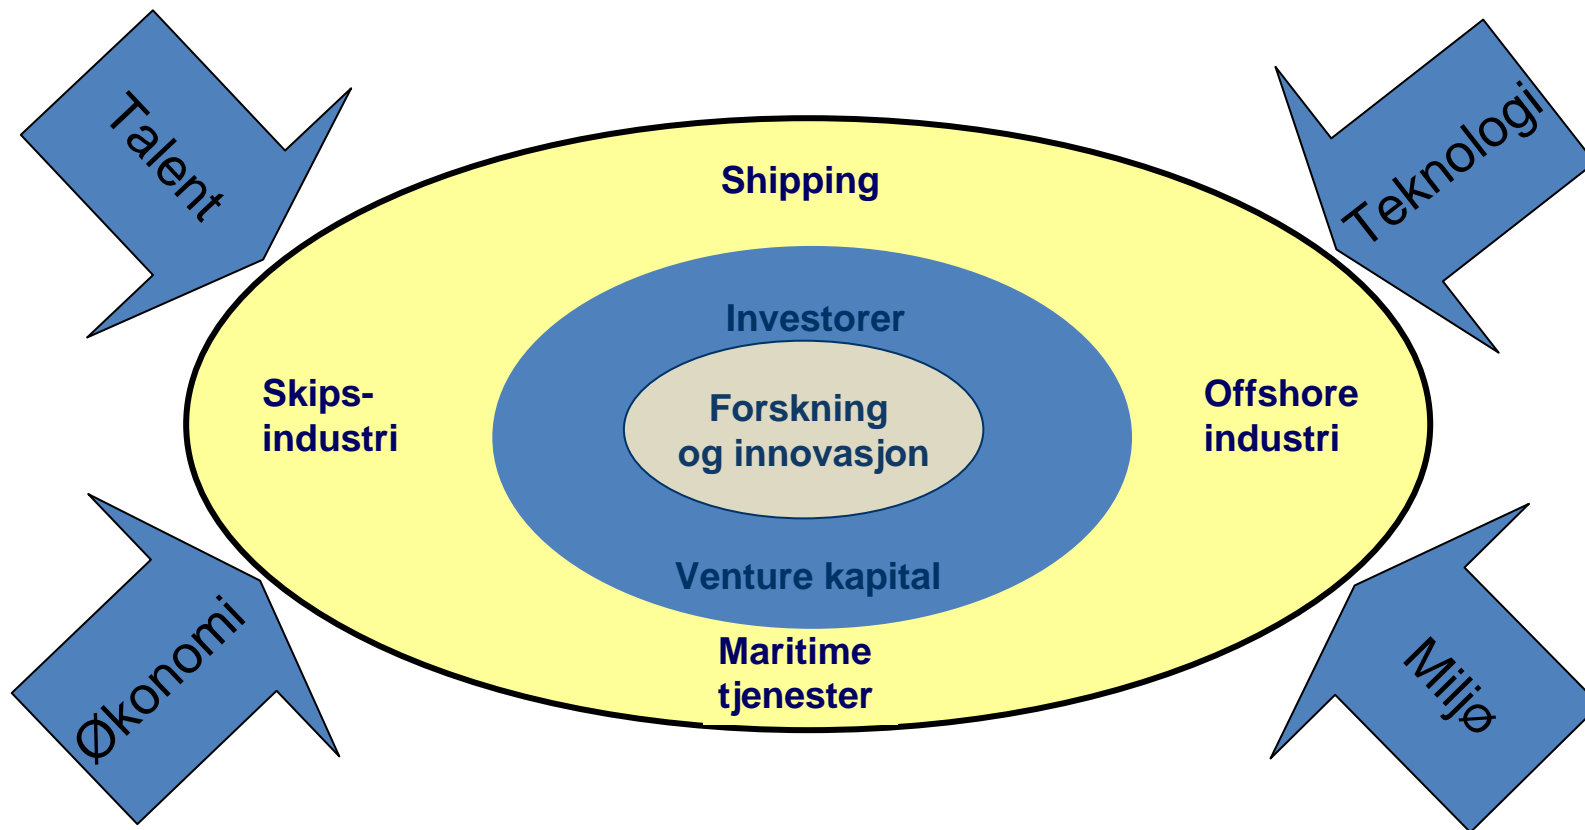 Talent
Teknologi
Shipping
Investorer
Skips-
industri
Forskning
og innovasjon
Offshore
industri
Venture kapital
Maritime
tjenester
Økonomi
Miljø